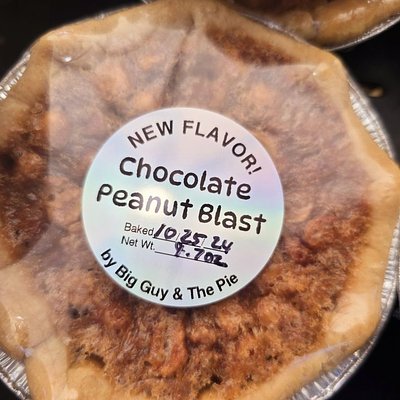 NEW FLAVOR!
Chocolate
Peanut Blast
Baked 10/25/24
Net Wt. 9.7oz
by Big Guy & The Pie